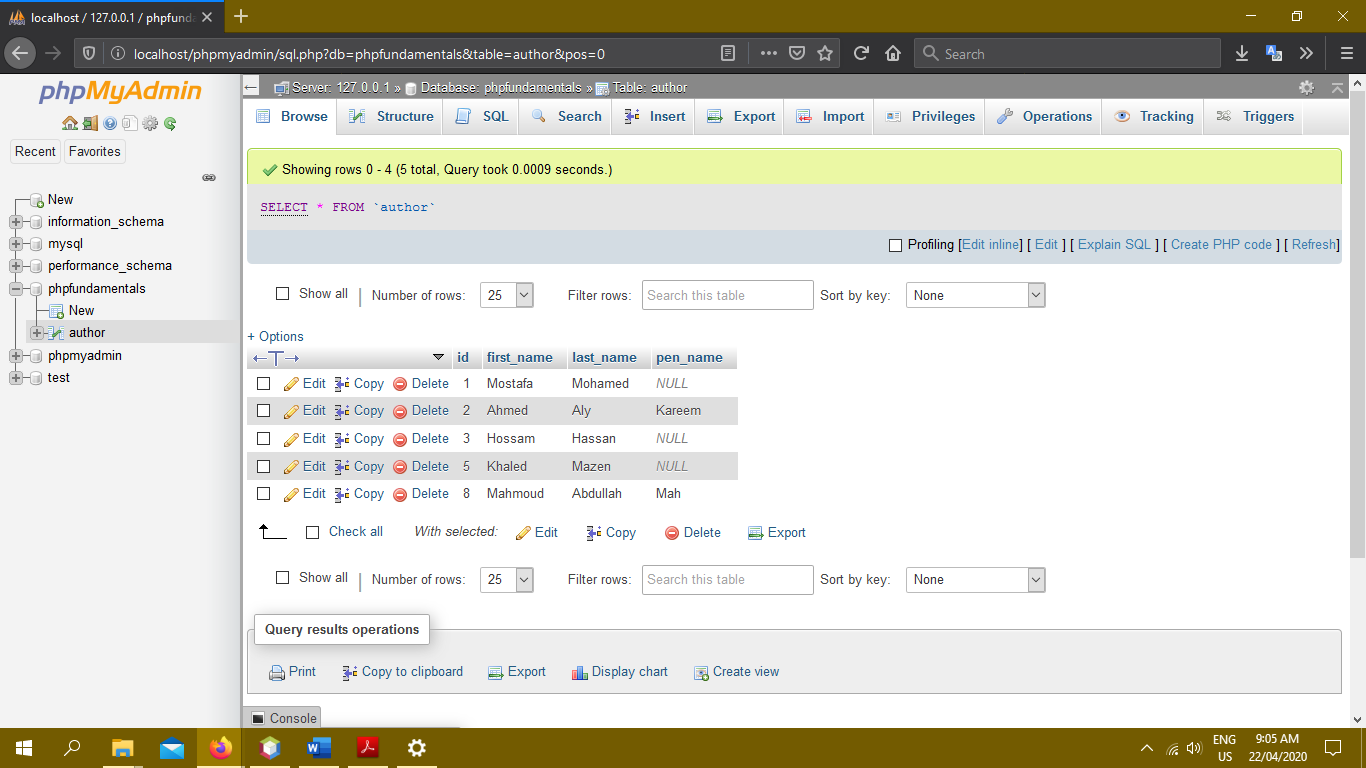 localhost / 127.0.0.1 / phpfunda
localhost/phpmyadmin/sql.php?db=phpfundamentals&table=author&pos=0
Search
phpMyAdmin
Recent Favorites
New
information_schema
mysql
performance_schema
phpfundamentals
New
author
phpmyadmin
test
Server: 127.0.0.1 » Database: phpfundamentals » Table: author
Browse Structure SQL Search Insert Export Import Privileges Operations Tracking Triggers
Showing rows 0 - 4 (5 total, Query took 0.0009 seconds.)
SELECT * FROM `author`
Profiling [Edit inline] [ Edit ] [ Explain SQL ] [ Create PHP code ] [ Refresh]
Show all | Number of rows: 25 Filter rows: Search this table Sort by key: None
+ Options
←T→ id first_name last_name pen_name
Edit Copy Delete 1 Mostafa Mohamed NULL
Edit Copy Delete 2 Ahmed Aly Kareem
Edit Copy Delete 3 Hossam Hassan NULL
Edit Copy Delete 5 Khaled Mazen NULL
Edit Copy Delete 8 Mahmoud Abdullah Mah
Check all With selected: Edit Copy Delete Export
Show all | Number of rows: 25 Filter rows: Search this table Sort by key: None
Query results operations
Print Copy to clipboard Export Display chart Create view
Console
ENG 9:05 AM
US 22/04/2020